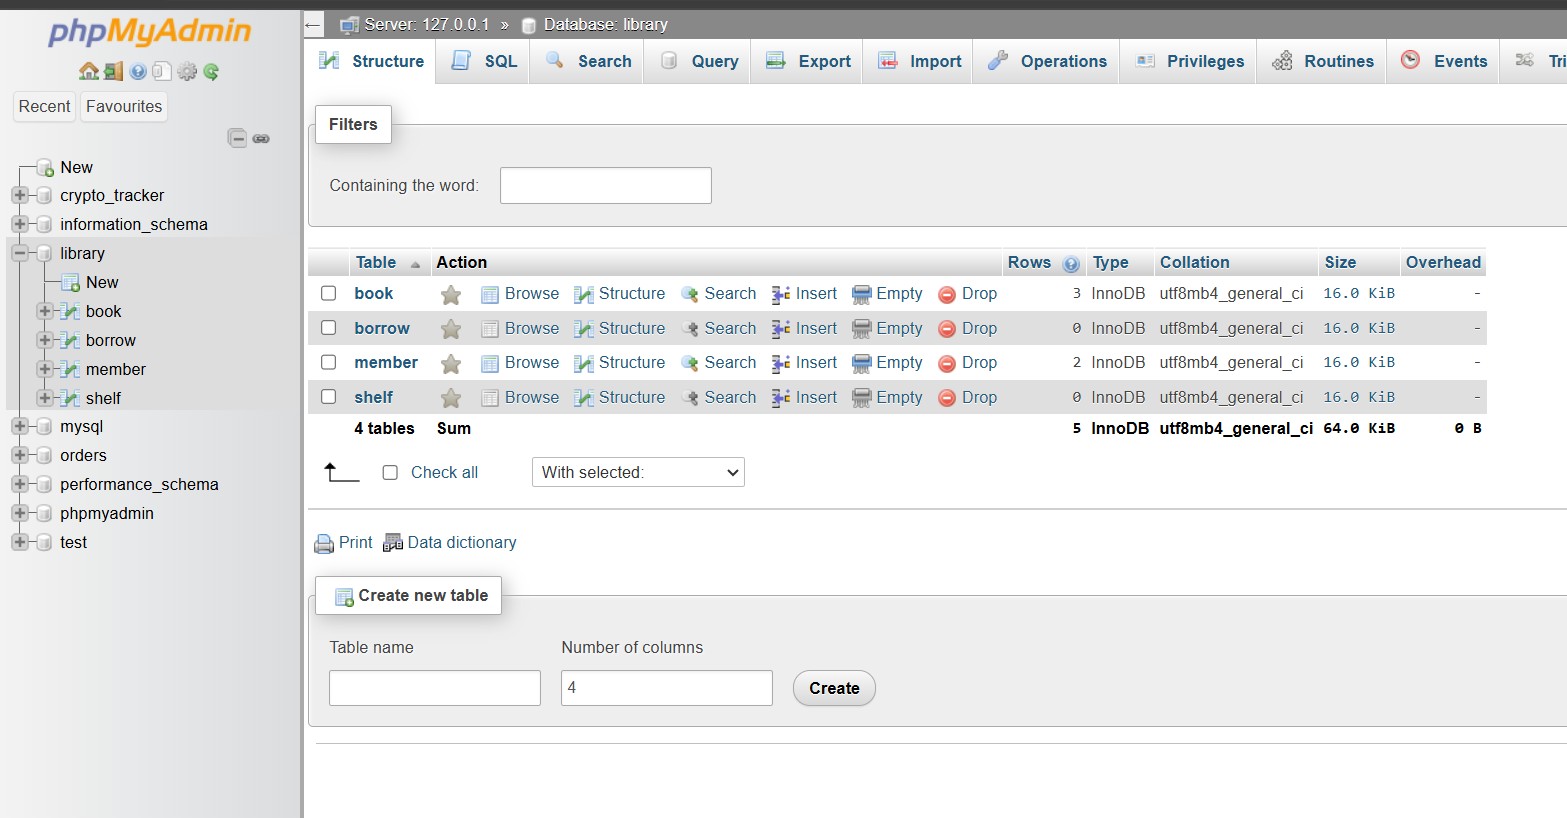 phpMyAdmin
Recent Favourites
New
crypto_tracker
information_schema
library
New
book
borrow
member
shelf
mysql
orders
performance_schema
phpmyadmin
test
Server: 127.0.0.1 » Database: library
Structure SQL Search Query Export Import Operations Privileges Routines Events Tri
Filters
Containing the word:
Table Action Rows Type Collation Size Overhead
book Browse Structure Search Insert Empty Drop 3 InnoDB utf8mb4_general_ci 16.0 KiB -
borrow Browse Structure Search Insert Empty Drop 0 InnoDB utf8mb4_general_ci 16.0 KiB -
member Browse Structure Search Insert Empty Drop 2 InnoDB utf8mb4_general_ci 16.0 KiB -
shelf Browse Structure Search Insert Empty Drop 0 InnoDB utf8mb4_general_ci 16.0 KiB -
4 tables Sum 5 InnoDB utf8mb4_general_ci 64.0 KiB 0 B
Check all With selected:
Print Data dictionary
Create new table
Table name Number of columns
4 Create